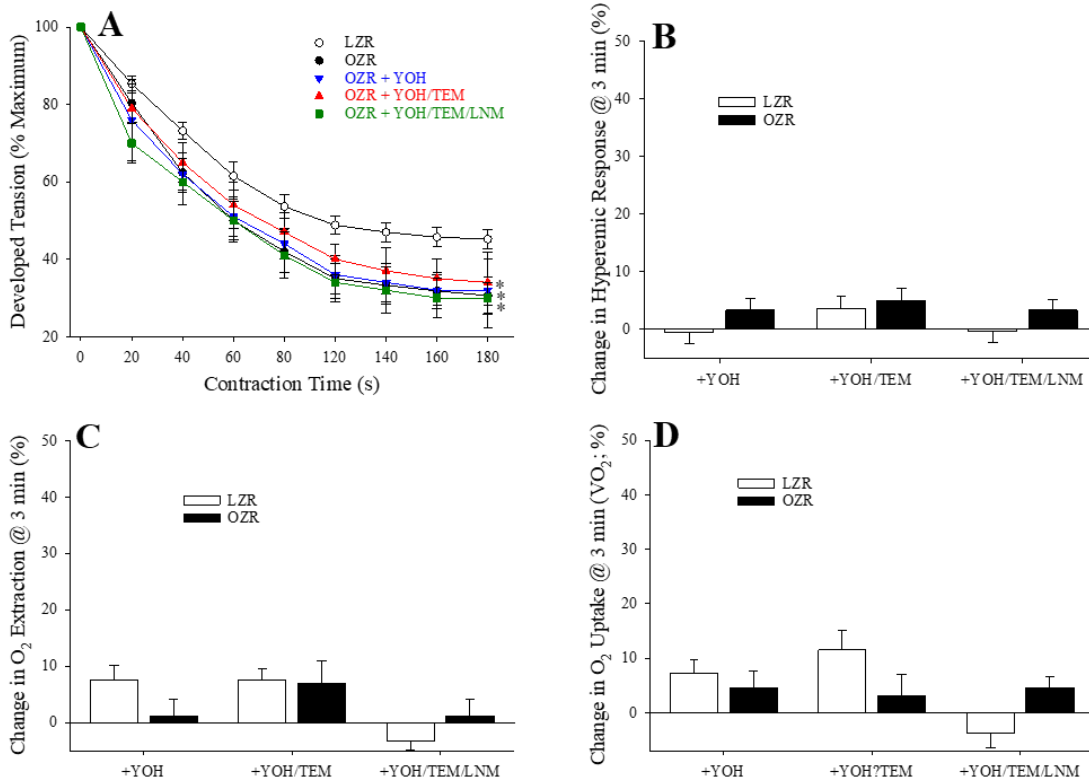 A
Developed Tension (% Maximum)
100
80
60
40
20
LZR
OZR
OZR + YOH
OZR + YOH/TEM
OZR + YOH/TEM/LNM
*
*
*
0 20 40 60 80 120 140 160 180
Contraction Time (s)
B
Change in Hyperemic Response @ 3 min (%)
50
40
30
20
10
0
LZR
OZR
+YOH +YOH/TEM +YOH/TEM/LNM
C
Change in O2 Extraction @ 3 min (%)
50
40
30
20
10
0
LZR
OZR
+YOH +YOH/TEM +YOH/TEM/LNM
D
Change in O2 Uptake @ 3 min (VO2; %)
50
40
30
20
10
0
LZR
OZR
+YOH +YOH?TEM +YOH/TEM/LNM